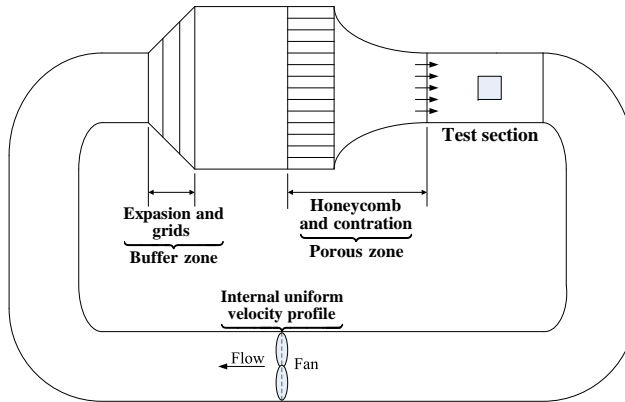 Test section
Expasion and
grids
Buffer zone
Honeycomb
and contration
Porous zone
Internal uniform
velocity profile
Flow
Fan